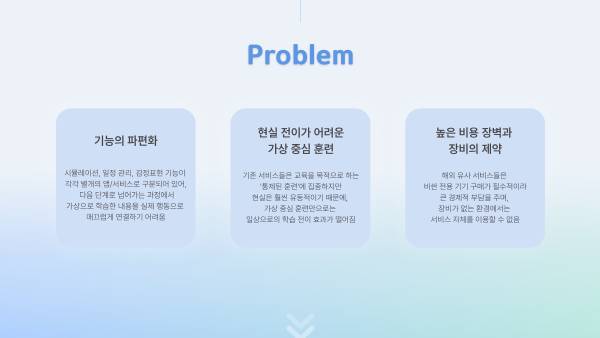 Problem
기능의 파편화
시뮬레이션, 일정 관리, 감정표현 기능이
각각 별개의 앱/서비스로 구분되어 있어,
다음 단계로 넘어가는 과정에서
가상으로 학습한 내용을 실제 행동으로
매끄럽게 연결하기 어려움
현실 전이가 어려운
가상 중심 훈련
기존 서비스들은 교육을 목적으로 하는
'통제된 훈련'에 집중하지만
현실은 훨씬 유동적이기 때문에,
가상 중심 훈련만으로는
일상으로의 학습 전이 효과가 떨어짐
높은 비용 장벽과
장비의 제약
해외 유사 서비스들은
비싼 전용 기기 구매가 필수적이라
큰 경제적 부담을 주며,
장비가 없는 환경에서는
서비스 자체를 이용할 수 없음